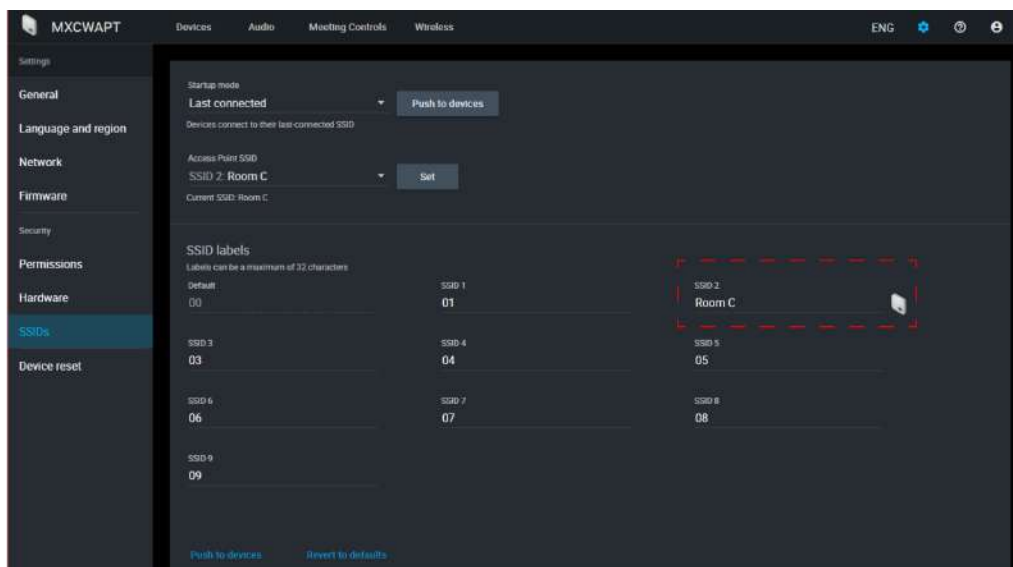 MXCWAPT
Devices Audio Meeting Controls Wireless
ENG
Settings
General
Language and region
Network
Firmware
Security
Permissions
Hardware
SSIDs
Device reset
Startup mode
Last connected
Push to devices
Devices connect to their last-connected SSID
Access Point SSID
SSID 2: Room C
Set
Current SSID: Room C
SSID labels
Labels can be a maximum of 32 characters
Default
00
SSID 1
01
SSID 2
Room C
SSID 3
03
SSID 4
04
SSID 5
05
SSID 6
06
SSID 7
07
SSID 8
08
SSID 9
09
Push to devices Revert to defaults